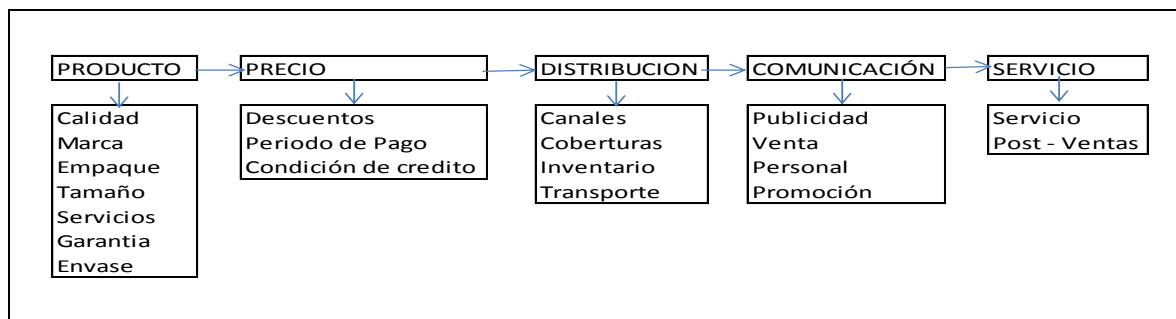 PRODUCTO
PRECIO
DISTRIBUCION
COMUNICACIÓN
SERVICIO
Calidad
Marca
Empaque
Tamaño
Servicios
Garantia
Envase
Descuentos
Periodo de Pago
Condición de credito
Canales
Coberturas
Inventario
Transporte
Publicidad
Venta
Personal
Promoción
Servicio
Post - Ventas